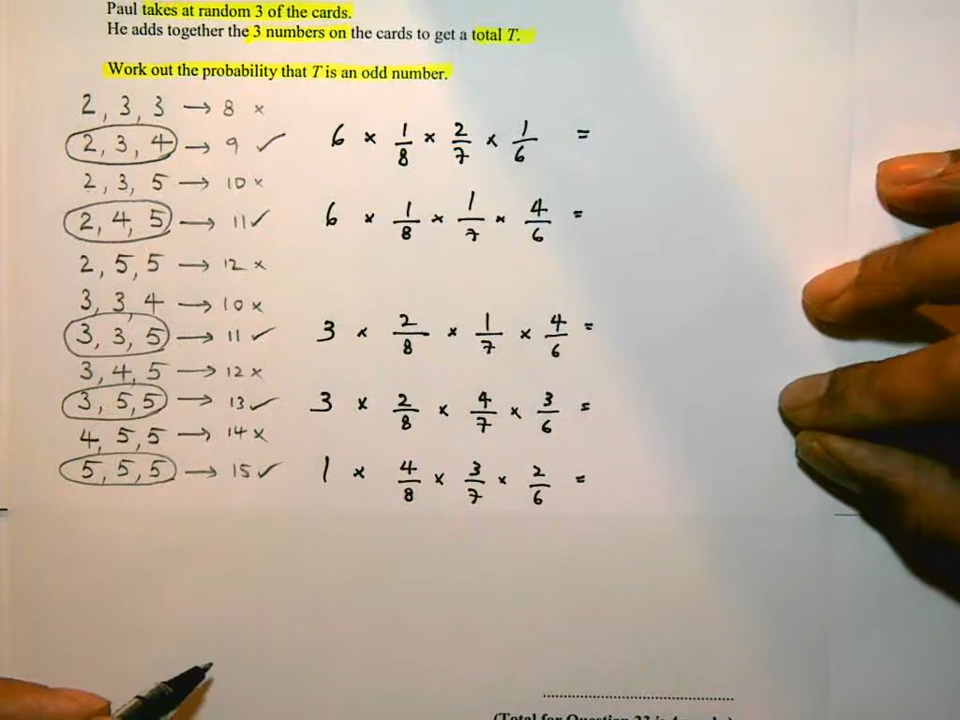 Paul takes at random 3 of the cards.
He adds together the 3 numbers on the cards to get a total T.
Work out the probability that T is an odd number.
2, 3, 3 → 8 ×
2, 3, 4 → 9 ✓ 6 × 1/8 × 2/7 × 1/6 =
2, 3, 5 → 10 ×
2, 4, 5 → 11 ✓ 6 × 1/8 × 1/7 × 4/6 =
2, 5, 5 → 12 ×
3, 3, 4 → 10 ×
3, 3, 5 → 11 ✓ 3 × 2/8 × 1/7 × 4/6 =
3, 4, 5 → 12 ×
3, 5, 5 → 13 ✓ 3 × 2/8 × 4/7 × 3/6 =
4, 5, 5 → 14 ×
5, 5, 5 → 15 ✓ 1 × 4/8 × 3/7 × 2/6 =
(Total for Question